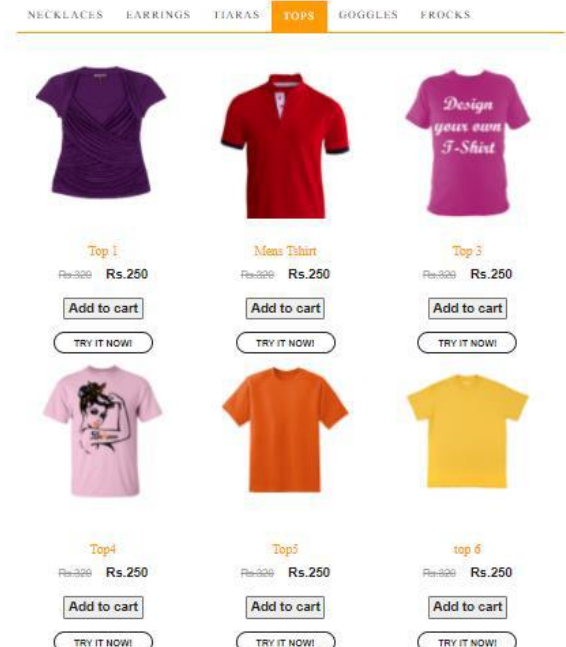 NECKLACES EARRINGS TIARAS TOPS GOGGLES FROCKS
Design
your own
T-Shirt
Top 1 Mens Tshirt Top 3
Rs.320 Rs.250 Rs.320 Rs.250 Rs.320 Rs.250
Add to cart Add to cart Add to cart
TRY IT NOW! TRY IT NOW! TRY IT NOW!
Top4 Top5 top 6
Rs.320 Rs.250 Rs.320 Rs.250 Rs.320 Rs.250
Add to cart Add to cart Add to cart
TRY IT NOW! TRY IT NOW! TRY IT NOW!